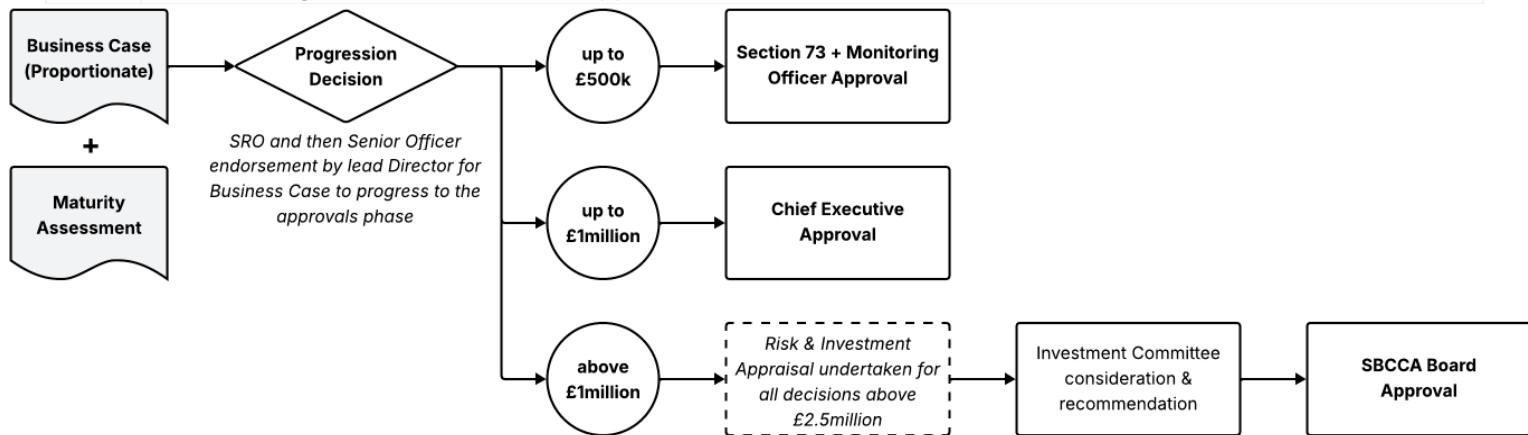 Business Case
(Proportionate)
+
Maturity
Assessment
Progression
Decision
SRO and then Senior Officer
endorsement by lead Director for
Business Case to progress to the
approvals phase
up to
£500k
Section 73 + Monitoring
Officer Approval
up to
£1million
Chief Executive
Approval
above
£1million
Risk & Investment
Appraisal undertaken for
all decisions above
£2.5million
Investment Committee
consideration &
recommendation
SBCCA Board
Approval